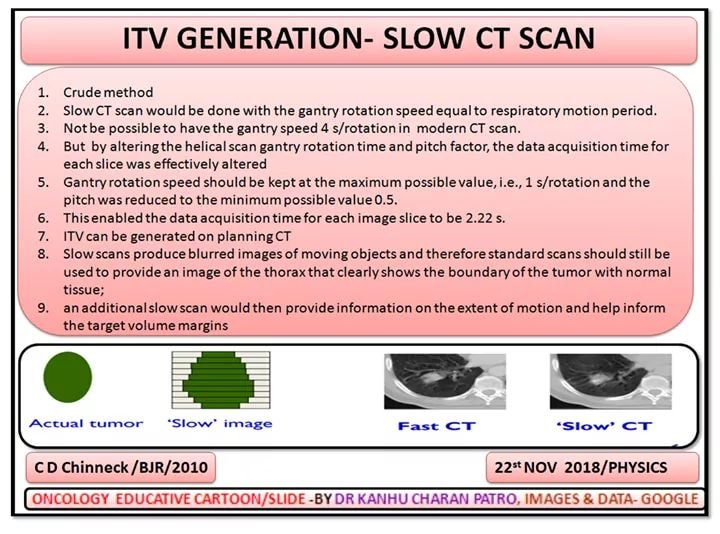 ITV GENERATION- SLOW CT SCAN
1. Crude method
2. Slow CT scan would be done with the gantry rotation speed equal to respiratory motion period.
3. Not be possible to have the gantry speed 4 s/rotation in modern CT scan.
4. But by altering the helical scan gantry rotation time and pitch factor, the data acquisition time for
each slice was effectively altered
5. Gantry rotation speed should be kept at the maximum possible value, i.e., 1 s/rotation and the
pitch was reduced to the minimum possible value 0.5.
6. This enabled the data acquisition time for each image slice to be 2.22 s.
7. ITV can be generated on planning CT
8. Slow scans produce blurred images of moving objects and therefore standard scans should still be
used to provide an image of the thorax that clearly shows the boundary of the tumor with normal
tissue;
9. an additional slow scan would then provide information on the extent of motion and help inform
the target volume margins
Actual tumor
‘Slow’ image
Fast CT
‘Slow’ CT
C D Chinneck /BJR/2010
22st NOV 2018/PHYSICS
ONCOLOGY EDUCATIVE CARTOON/SLIDE -BY DR KANHU CHARAN PATRO, IMAGES & DATA- GOOGLE